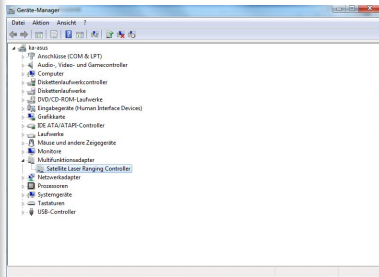 Geräte-Manager
Datei Aktion Ansicht ?
ka-asus
Anschlüsse (COM & LPT)
Audio-, Video- und Gamecontroller
Computer
Diskettenlaufwerkcontroller
Diskettenlaufwerke
DVD/CD-ROM-Laufwerke
Eingabegeräte (Human Interface Devices)
Grafikkarte
IDE ATA/ATAPI-Controller
Laufwerke
Mäuse und andere Zeigegeräte
Monitore
Multifunktionsadapter
Satellite Laser Ranging Controller
Netzwerkadapter
Prozessoren
Systemgeräte
Tastaturen
USB-Controller